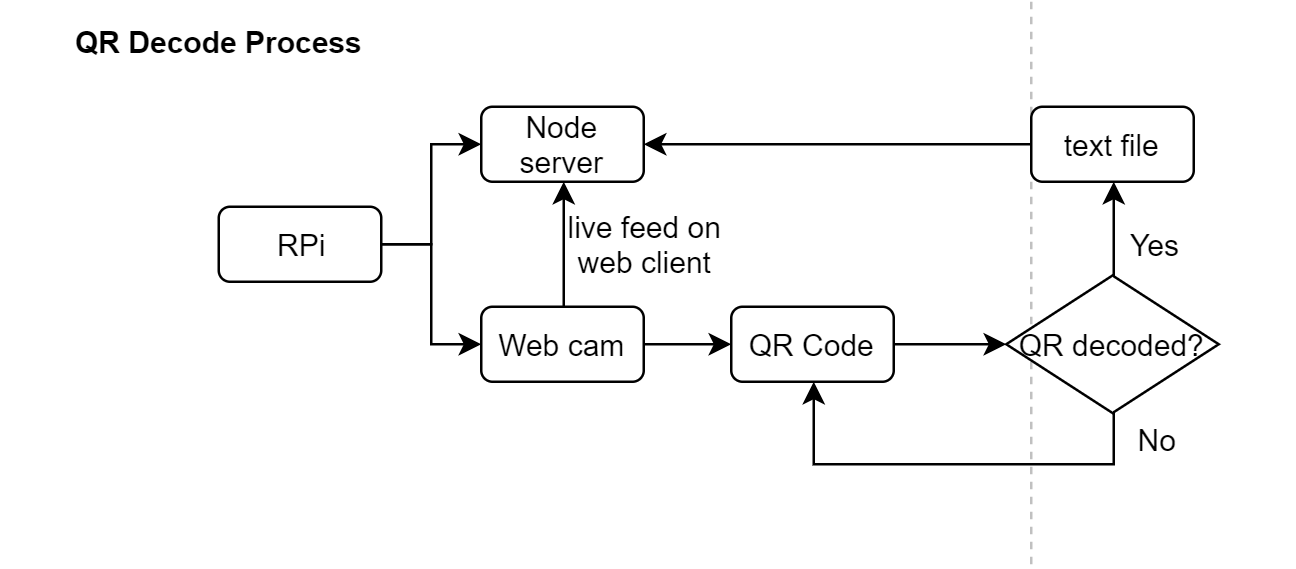 QR Decode Process
Node
server
text file
RPi
live feed on
web client
Yes
Web cam
QR Code
QR decoded?
No